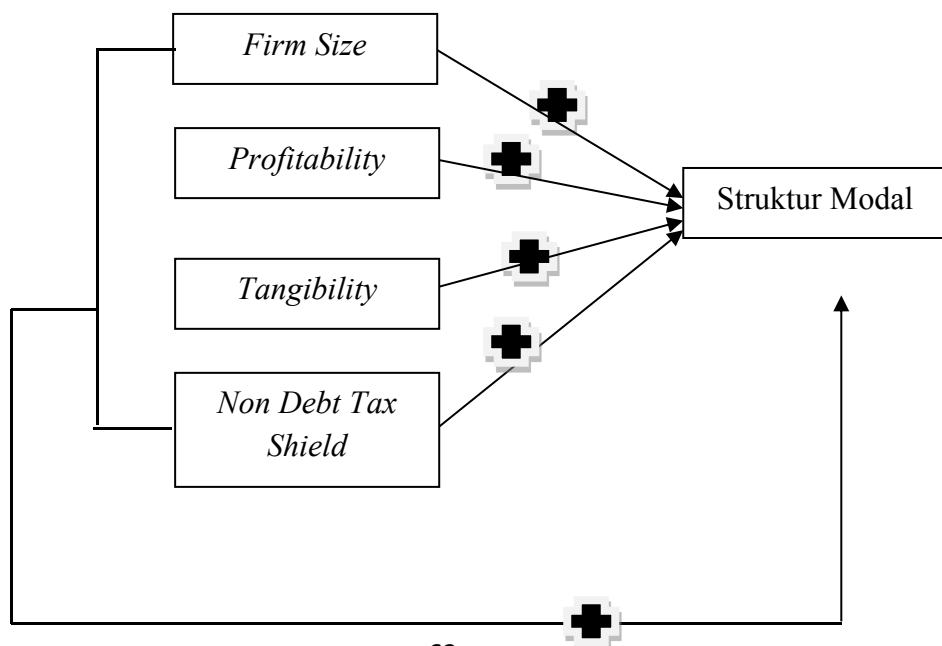 Firm Size
Profitability
Struktur Modal
Tangibility
Non Debt Tax
Shield